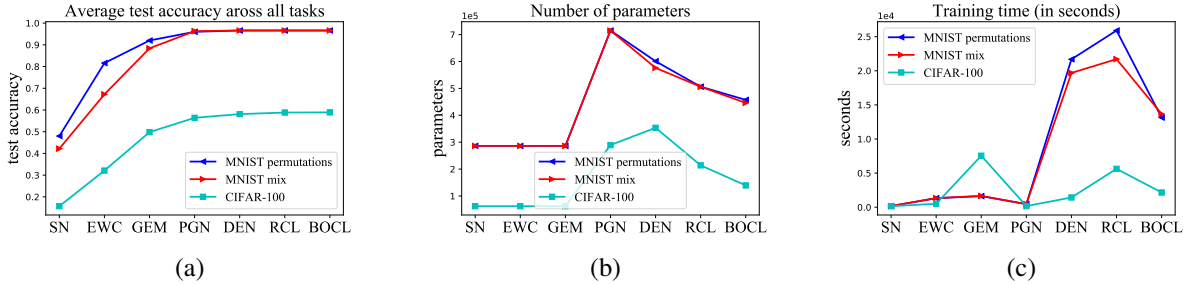 Average test accuracy aross all tasks
1.0
0.9
0.8
0.7
0.6
0.5
0.4
0.3
0.2
test accuracy
MNIST permutations
MNIST mix
CIFAR-100
SN EWC GEM PGN DEN RCL BOCL
(a)
Number of parameters
1e5
7
6
5
4
3
2
1
parameters
MNIST permutations
MNIST mix
CIFAR-100
SN EWC GEM PGN DEN RCL BOCL
(b)
Training time (in seconds)
1e4
2.5
2.0
1.5
1.0
0.5
0.0
seconds
MNIST permutations
MNIST mix
CIFAR-100
SN EWC GEM PGN DEN RCL BOCL
(c)